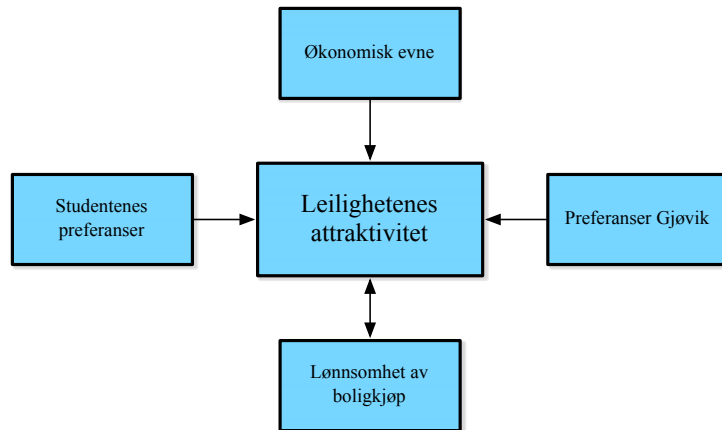 Økonomisk evne
Studentenes
preferanser
Leilighetenes
attraktivitet
Preferanser Gjøvik
Lønnsomhet av
boligkjøp